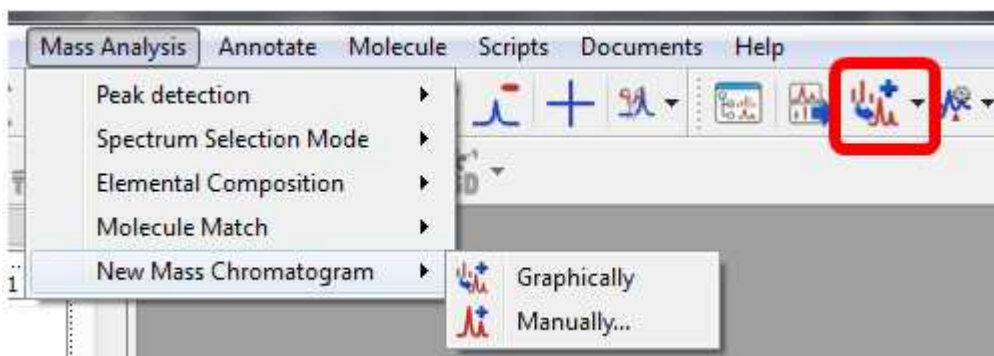 Mass Analysis Annotate Molecule Scripts Documents Help
Peak detection
Spectrum Selection Mode
Elemental Composition
Molecule Match
New Mass Chromatogram
Graphically
Manually...
1